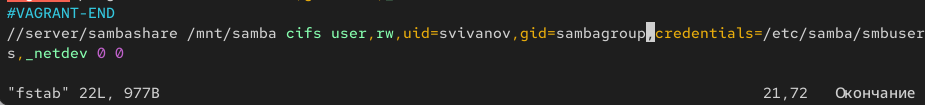 #VAGRANT-END
//server/sambashare /mnt/samba cifs user,rw,uid=svivanov,gid=sambagroup,credentials=/etc/samba/smbuser
s,_netdev 0 0
"fstab" 22L, 977B 21,72 Окончание